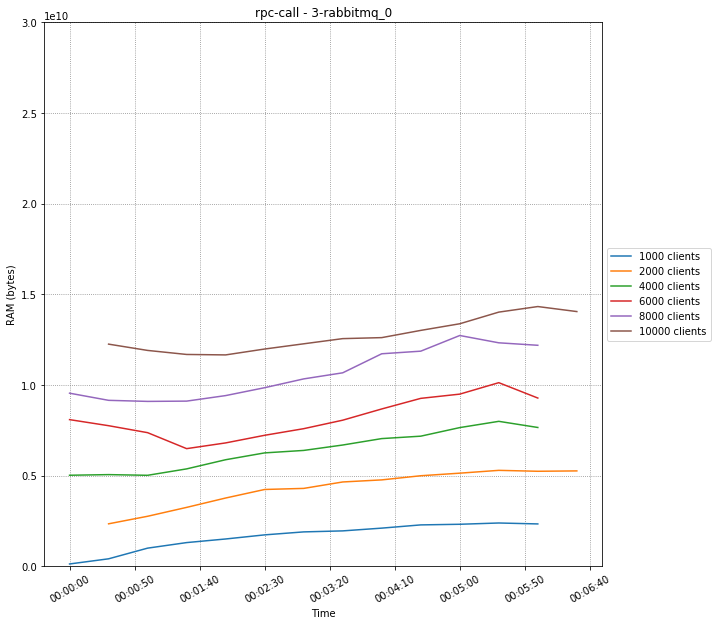 rpc-call - 3-rabbitmq_0
1e10
3.0
2.5
2.0
1.5
1.0
0.5
0.0
RAM (bytes)
00:00:00
00:00:50
00:01:40
00:02:30
00:03:20
00:04:10
00:05:00
00:05:50
00:06:40
Time
1000 clients
2000 clients
4000 clients
6000 clients
8000 clients
10000 clients